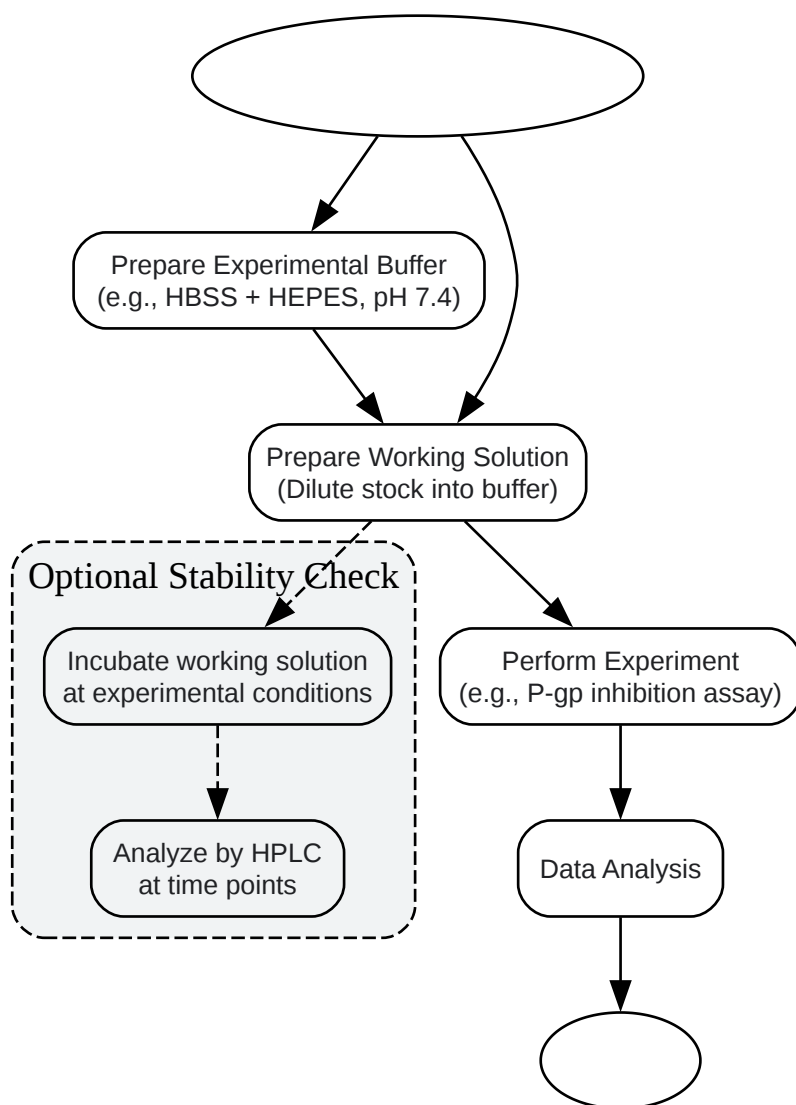 Prepare Experimental Buffer
(e.g., HBSS + HEPES, pH 7.4)
Prepare Working Solution
(Dilute stock into buffer)
Optional Stability Check
Incubate working solution
at experimental conditions
Perform Experiment
(e.g., P-gp inhibition assay)
Analyze by HPLC
at time points
Data Analysis